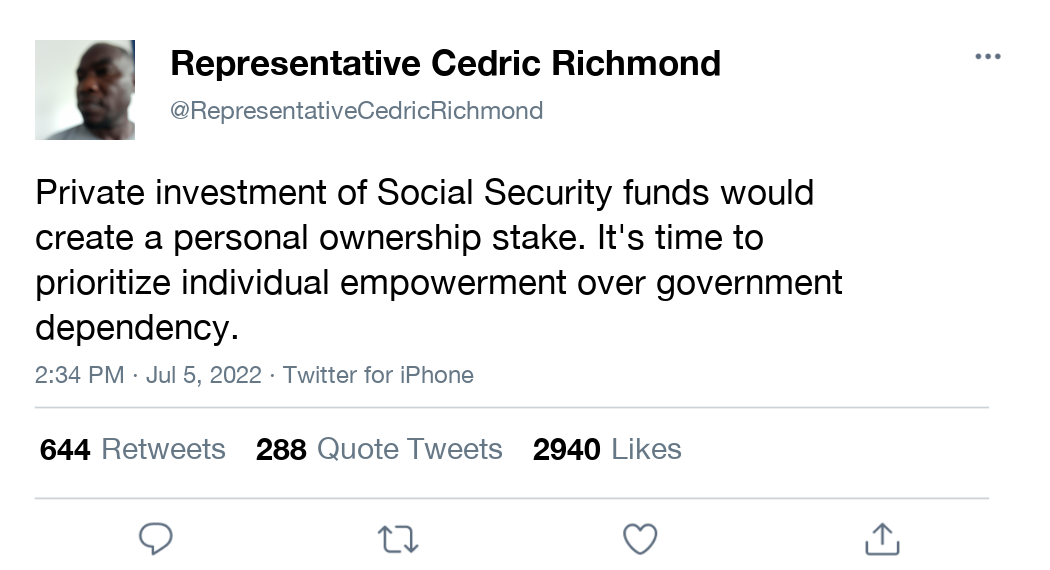 Representative Cedric Richmond
@RepresentativeCedricRichmond
Private investment of Social Security funds would
create a personal ownership stake. It's time to
prioritize individual empowerment over government
dependency.
2:34 PM · Jul 5, 2022 · Twitter for iPhone
644 Retweets 288 Quote Tweets 2940 Likes